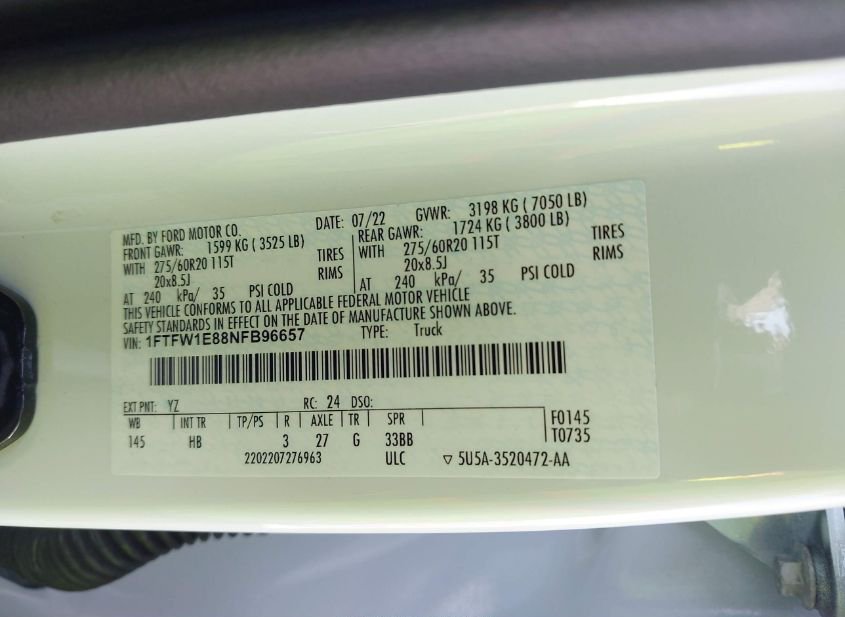 MFD. BY FORD MOTOR CO. DATE: 07/22 GVWR: 3198 KG ( 7050 LB)
FRONT GAWR: 1599 KG ( 3525 LB) REAR GAWR: 1724 KG ( 3800 LB)
WITH 275/60R20 115T TIRES WITH 275/60R20 115T TIRES
20x8.5J RIMS 20x8.5J RIMS
AT 240 kPa/ 35 PSI COLD AT 240 kPa/ 35 PSI COLD
THIS VEHICLE CONFORMS TO ALL APPLICABLE FEDERAL MOTOR VEHICLE
SAFETY STANDARDS IN EFFECT ON THE DATE OF MANUFACTURE SHOWN ABOVE.
VIN: 1FTFW1E88NFB96657 TYPE: Truck
EXT PNT: YZ RC: 24 DSO:
WB INT TR TP/PS R AXLE TR SPR F0145
145 HB 3 27 G 33BB T0735
2202207276963 ULC ▽ 5U5A-3520472-AA